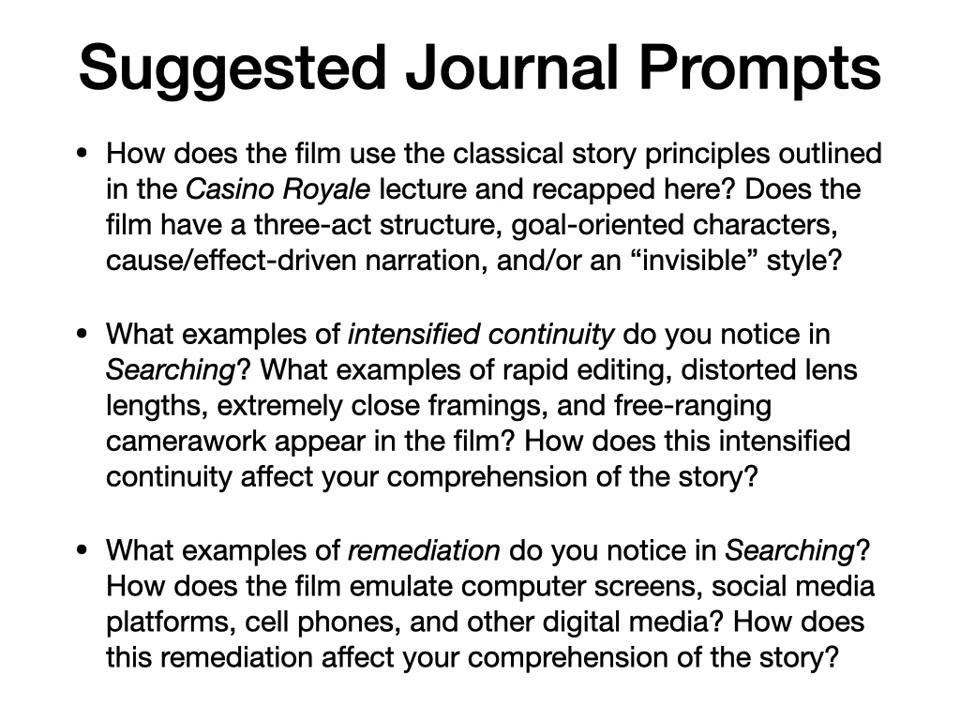 Suggested Journal Prompts
• How does the film use the classical story principles outlined
in the Casino Royale lecture and recapped here? Does the
film have a three-act structure, goal-oriented characters,
cause/effect-driven narration, and/or an “invisible” style?
• What examples of intensified continuity do you notice in
Searching? What examples of rapid editing, distorted lens
lengths, extremely close framings, and free-ranging
camerawork appear in the film? How does this intensified
continuity affect your comprehension of the story?
• What examples of remediation do you notice in Searching?
How does the film emulate computer screens, social media
platforms, cell phones, and other digital media? How does
this remediation affect your comprehension of the story?